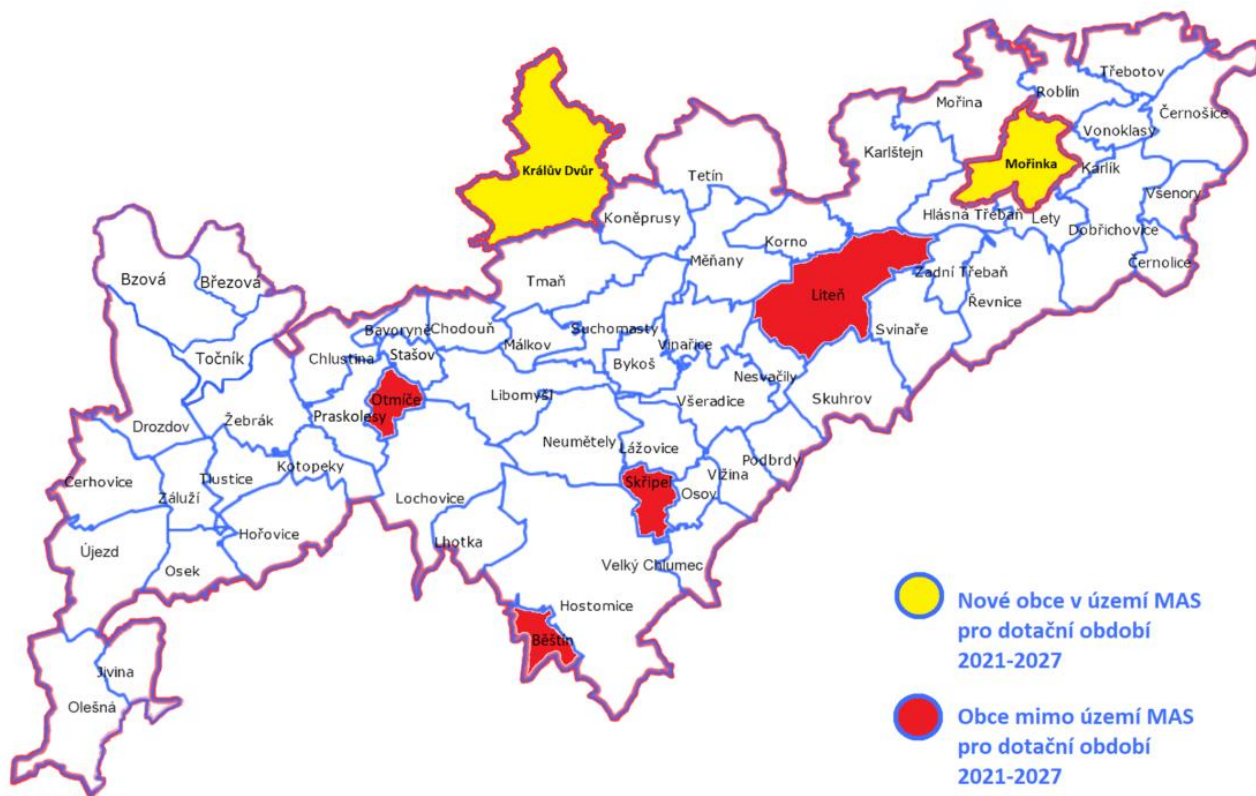 Třebotov
Roblín
Mořina
Černošice
Vonoklasy
Karlštejn
Mořinka
Karlík
Králův Dvůr
Tetín
Všenory
Hlásná Třebaň
Lety
Koněprusy
Dobřichovice
Korno
Měňany
Černolice
Zadní Třebaň
Bzová
Březová
Tmaň
Liteň
Řevnice
Svinaře
Bavoryně
Chodouň
Suchomasty
Málkov
Vinařice
Točník
Chlustina
Stašov
Bykoš
Nesvačily
Otmíče
Libomyšl
Všeradice
Skuhrov
Praskolesy
Žebrák
Drozdov
Neumětely
Lážovice
Podbrdy
Kotopeky
Vižina
Tlustice
Cerhovice
Skřipel
Záluží
Lochovice
Osov
Hořovice
Lhotka
Újezd
Velký Chlumec
Osek
Hostomice
Běštín
Jivina
Olešná
Nové obce v území MAS
pro dotační období
2021-2027
Obce mimo území MAS
pro dotační období
2021-2027